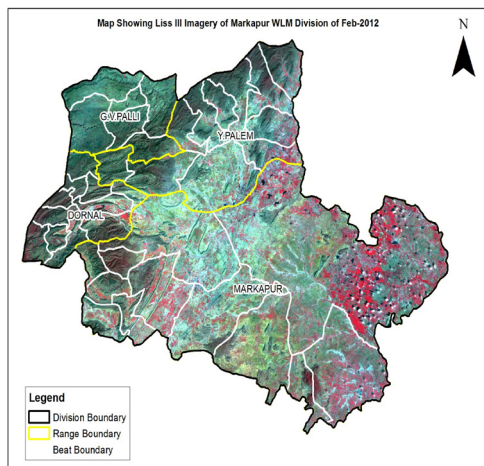 Map Showing Liss III Imagery of Markapur WLM Division of Feb-2012
N
G.V.PALLI
Y.PALEM
DORNAL
MARKAPUR
Legend
Division Boundary
Range Boundary
Beat Boundary